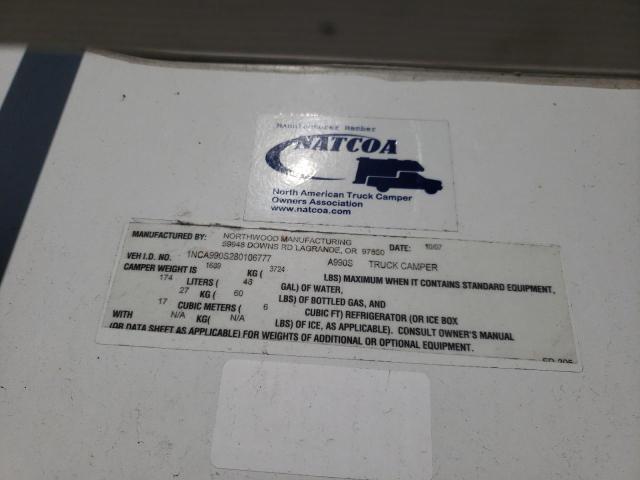 Manufacturer Member
NATCOA
North American Truck Camper
Owners Association
www.natcoa.com
MANUFACTURED BY: NORTHWOOD MANUFACTURING DATE: 10/07
59948 DOWNS RD LAGRANDE, OR 97850
VEH I.D. NO. 1NCA990S280106777 A990S TRUCK CAMPER
CAMPER WEIGHT IS 1689 KG ( 3724 LBS) MAXIMUM WHEN IT CONTAINS STANDARD EQUIPMENT,
174 LITERS ( 43 GAL) OF WATER,
27 KG ( 60 LBS) OF BOTTLED GAS, AND
17 CUBIC METERS ( 6 CUBIC FT) REFRIGERATOR (OR ICE BOX
WITH N/A KG( N/A LBS) OF ICE, AS APPLICABLE). CONSULT OWNER'S MANUAL
(OR DATA SHEET AS APPLICABLE) FOR WEIGHTS OF ADDITIONAL OR OPTIONAL EQUIPMENT.